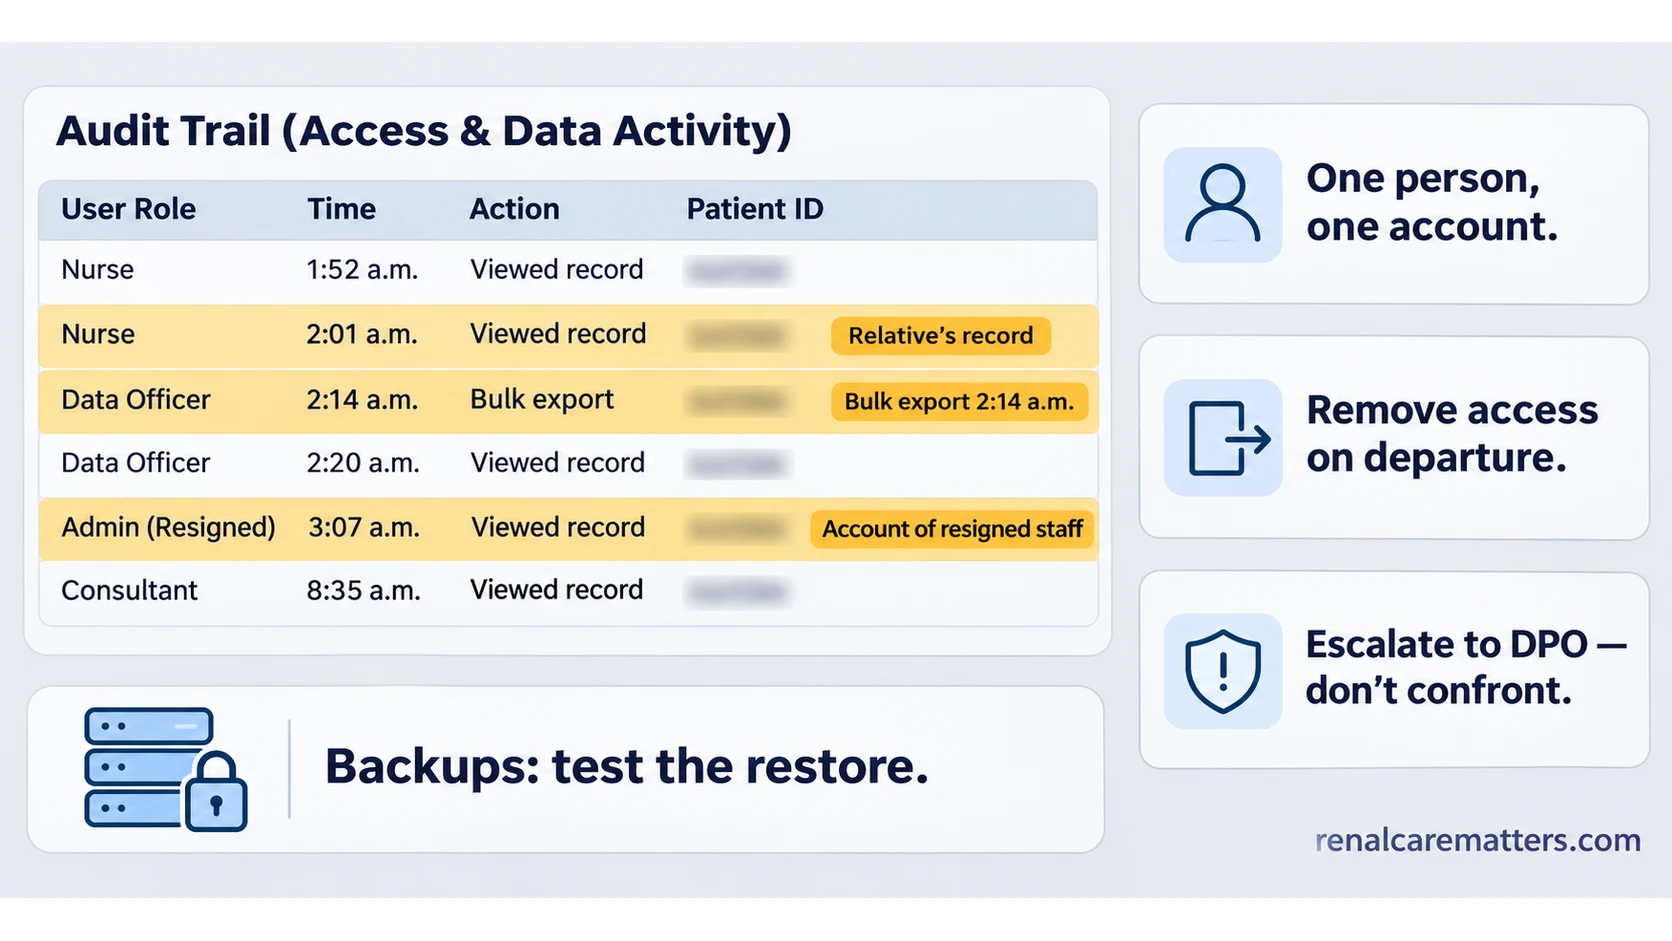 Audit Trail (Access & Data Activity)
User Role Time Action Patient ID
Nurse 1:52 a.m. Viewed record
Nurse 2:01 a.m. Viewed record Relative's record
Data Officer 2:14 a.m. Bulk export Bulk export 2:14 a.m.
Data Officer 2:20 a.m. Viewed record
Admin (Resigned) 3:07 a.m. Viewed record Account of resigned staff
Consultant 8:35 a.m. Viewed record
Backups: test the restore.
One person,
one account.
Remove access
on departure.
Escalate to DPO —
don't confront.
renalcarematters.com